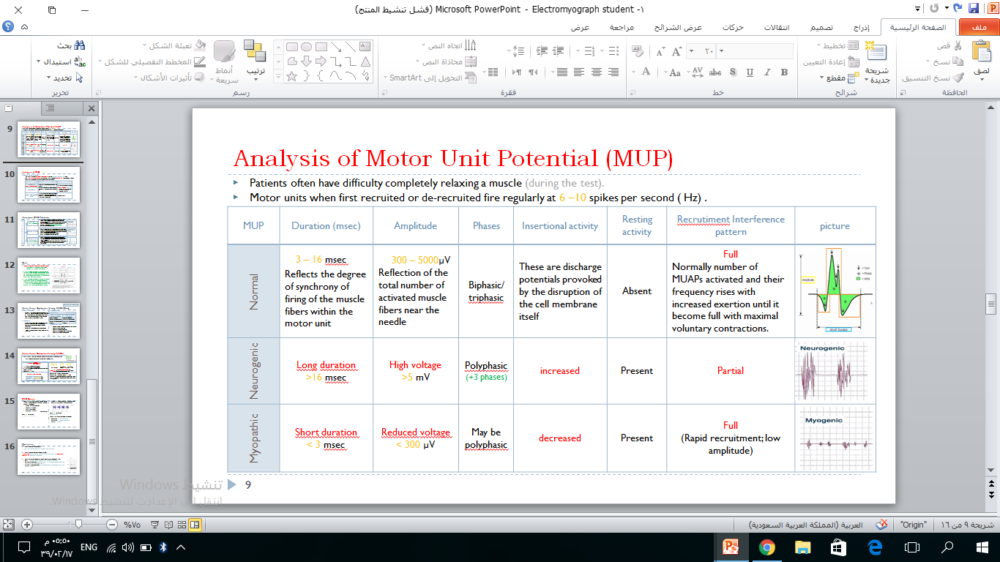 ١- Microsoft PowerPoint - Electromyograph student (فشل تنشيط المنتج)
ملف
الصفحة الرئيسية
إدراج
تصميم
انتقالات
حركات
عرض الشرائح
مراجعة
عرض
لصق
قص
نسخ
نسخ التنسيق
الحافظة
شريحة جديدة
تخطيط
إعادة التعيين
مقطع
شرائح
٢٠
خط
اتجاه النص
محاذاة النص
التحويل إلى SmartArt
فقرة
ترتيب
أنماط سريعة
تعبئة الشكل
المخطط التفصيلي للشكل
تأثيرات الأشكال
رسم
بحث
استبدال
تحديد
تحرير
9
10
11
12
13
14
15
16
Analysis of Motor Unit Potential (MUP)
Patients often have difficulty completely relaxing a muscle (during the test).
Motor units when first recruited or de-recruited fire regularly at 6 –10 spikes per second ( Hz) .
MUP
Duration (msec)
Amplitude
Phases
Insertional activity
Resting
activity
Recrutiment Interference
pattern
picture
Normal
3 – 16 msec
Reflects the degree
of synchrony of
firing of the muscle
fibers within the
motor unit
300 – 5000µV
Reflection of the
total number of
activated muscle
fibers near the
needle
Biphasic/
triphasic
These are discharge
potentials provoked
by the disruption of
the cell membrane
itself
Absent
Full
Normally number of
MUAPs activated and their
frequency rises with
increased exertion until it
become full with maximal
voluntary contractions.
Amplitude
= Turn
= Phase
= Area
MUAP Duration
Neurogenic
Long duration
>16 msec
High voltage
>5 mV
Polyphasic
(+3 phases)
increased
Present
Partial
Neurogenic
Myopathic
Short duration
< 3 msec
Reduced voltage
< 300 µV
May be
polyphasic
decreased
Present
Full
(Rapid recruitment; low
amplitude)
Myogenic
9
تنشيط Windows
انتقل إلى الإعدادات لتنشيط Windows.
شريحة ٩ من ١٦
"Origin"
العربية (المملكة العربية السعودية)
%٧٥
ENG
٠٥:٥٠ م
٣٩/٠٢/١٧